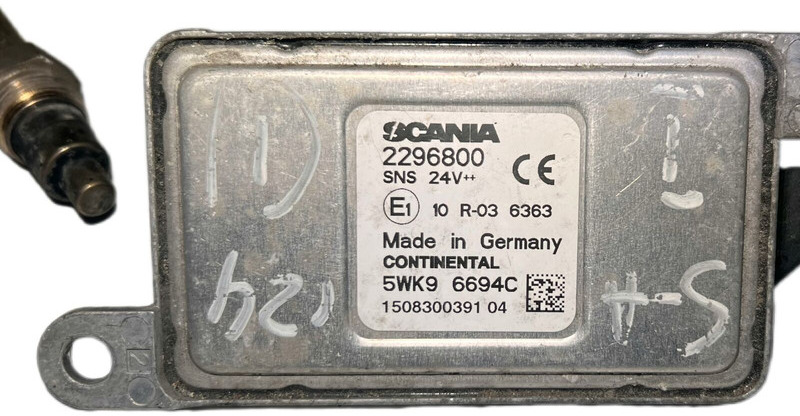 SCANIA
2296800
SNS 24V++
CE
E1 10 R-03 6363
Made in Germany
CONTINENTAL
5WK9 6694C
1508300391 04